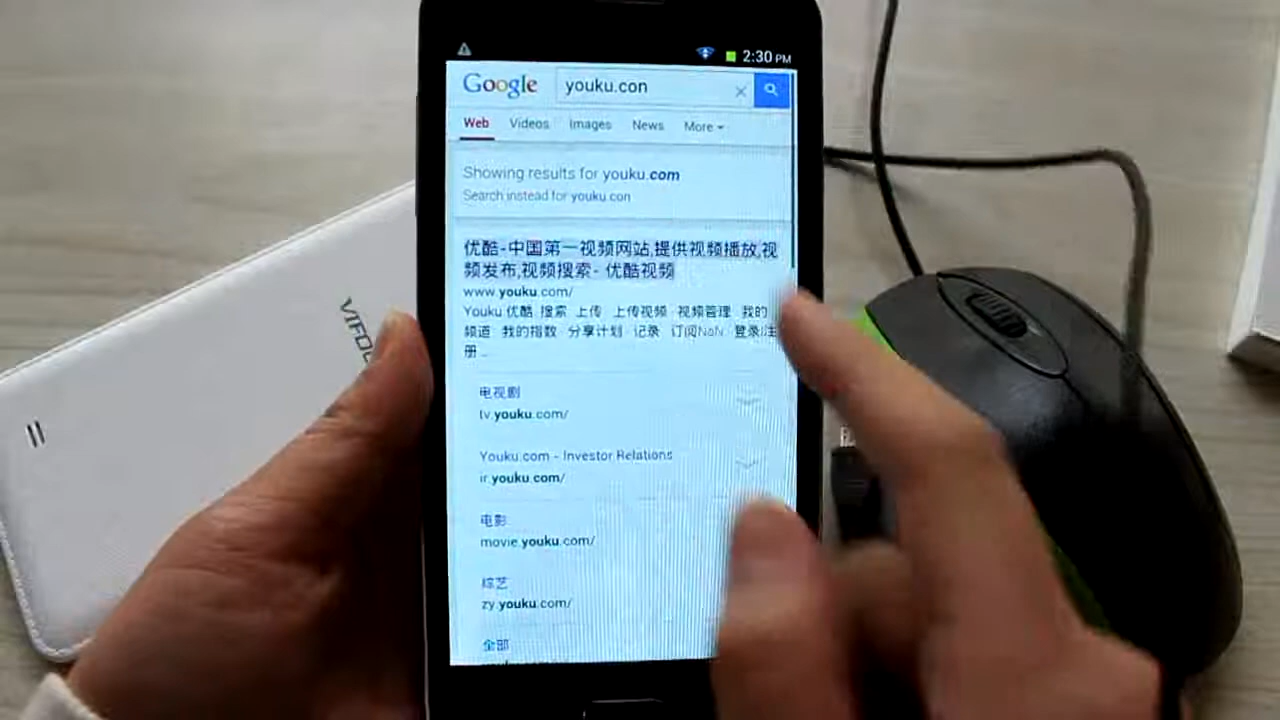 2:30 PM
Google youku.con
Web Videos Images News More
Showing results for youku.com
Search instead for youku.con
优酷-中国第一视频网站,提供视频播放,视
频发布,视频搜索- 优酷视频
www.youku.com/
Youku 优酷 搜索 上传 上传视频 视频管理 我的
频道 我的指数 分享计划 记录 订阅NaN 登录|注
册 ...
电视剧
tv.youku.com/
Youku.com - Investor Relations
ir.youku.com/
电影
movie.youku.com/
综艺
zy.youku.com/
全部